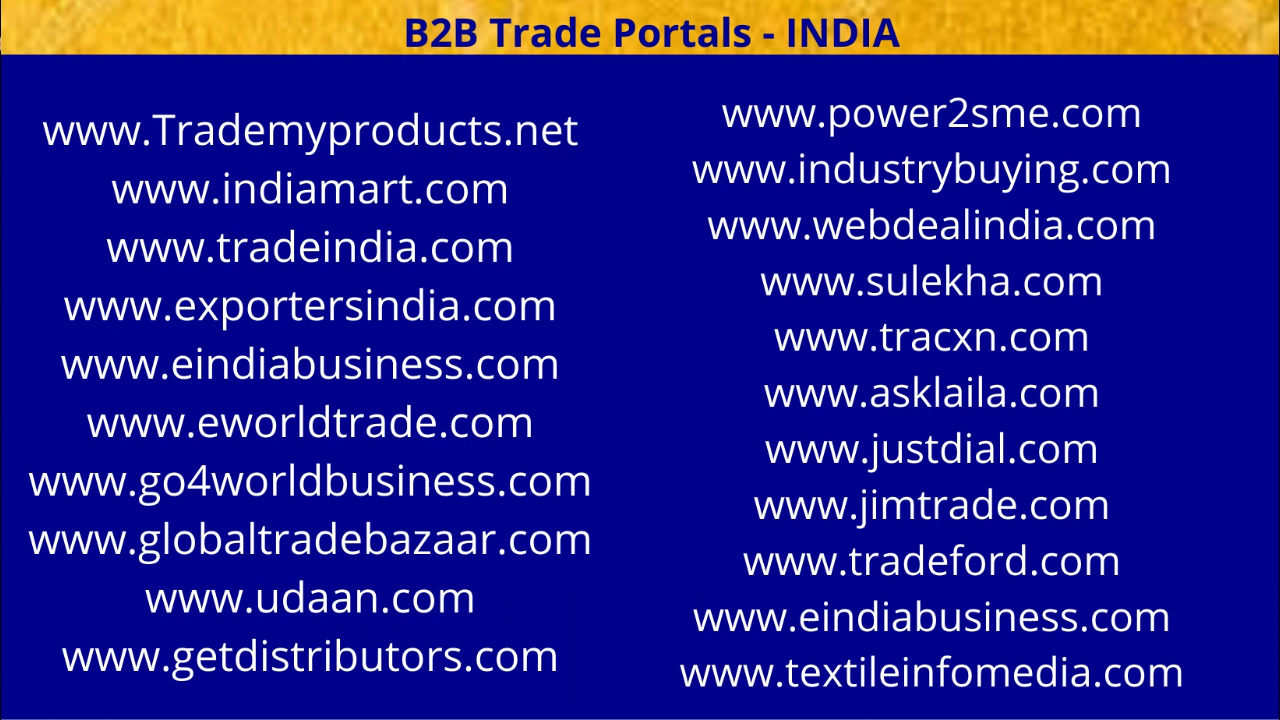 B2B Trade Portals - INDIA
www.Trademyproducts.net
www.indiamart.com
www.tradeindia.com
www.exportersindia.com
www.eindiabusiness.com
www.eworldtrade.com
www.go4worldbusiness.com
www.globaltradebazaar.com
www.udaan.com
www.getdistributors.com
www.power2sme.com
www.industrybuying.com
www.webdealindia.com
www.sulekha.com
www.tracxn.com
www.asklaila.com
www.justdial.com
www.jimtrade.com
www.tradeford.com
www.eindiabusiness.com
www.textileinfomedia.com